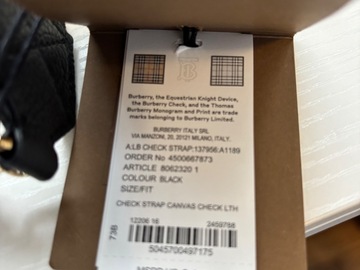 Burberry, the Equestrian Knight Device,
the Burberry Check, and the Thomas
Burberry Monogram and Print are trade
marks belonging to Burberry Limited.
BURBERRY ITALY SRL
VIA MANZONI, 20, 20121 MILANO, ITALY.
A:LB CHECK STRAP:137956:A1189
ORDER No 4500667873
ARTICLE 8062320 1
COLOUR BLACK
SIZE/FIT
CHECK STRAP CANVAS CHECK LTH
12206 16 2459768
73B
5045700497175